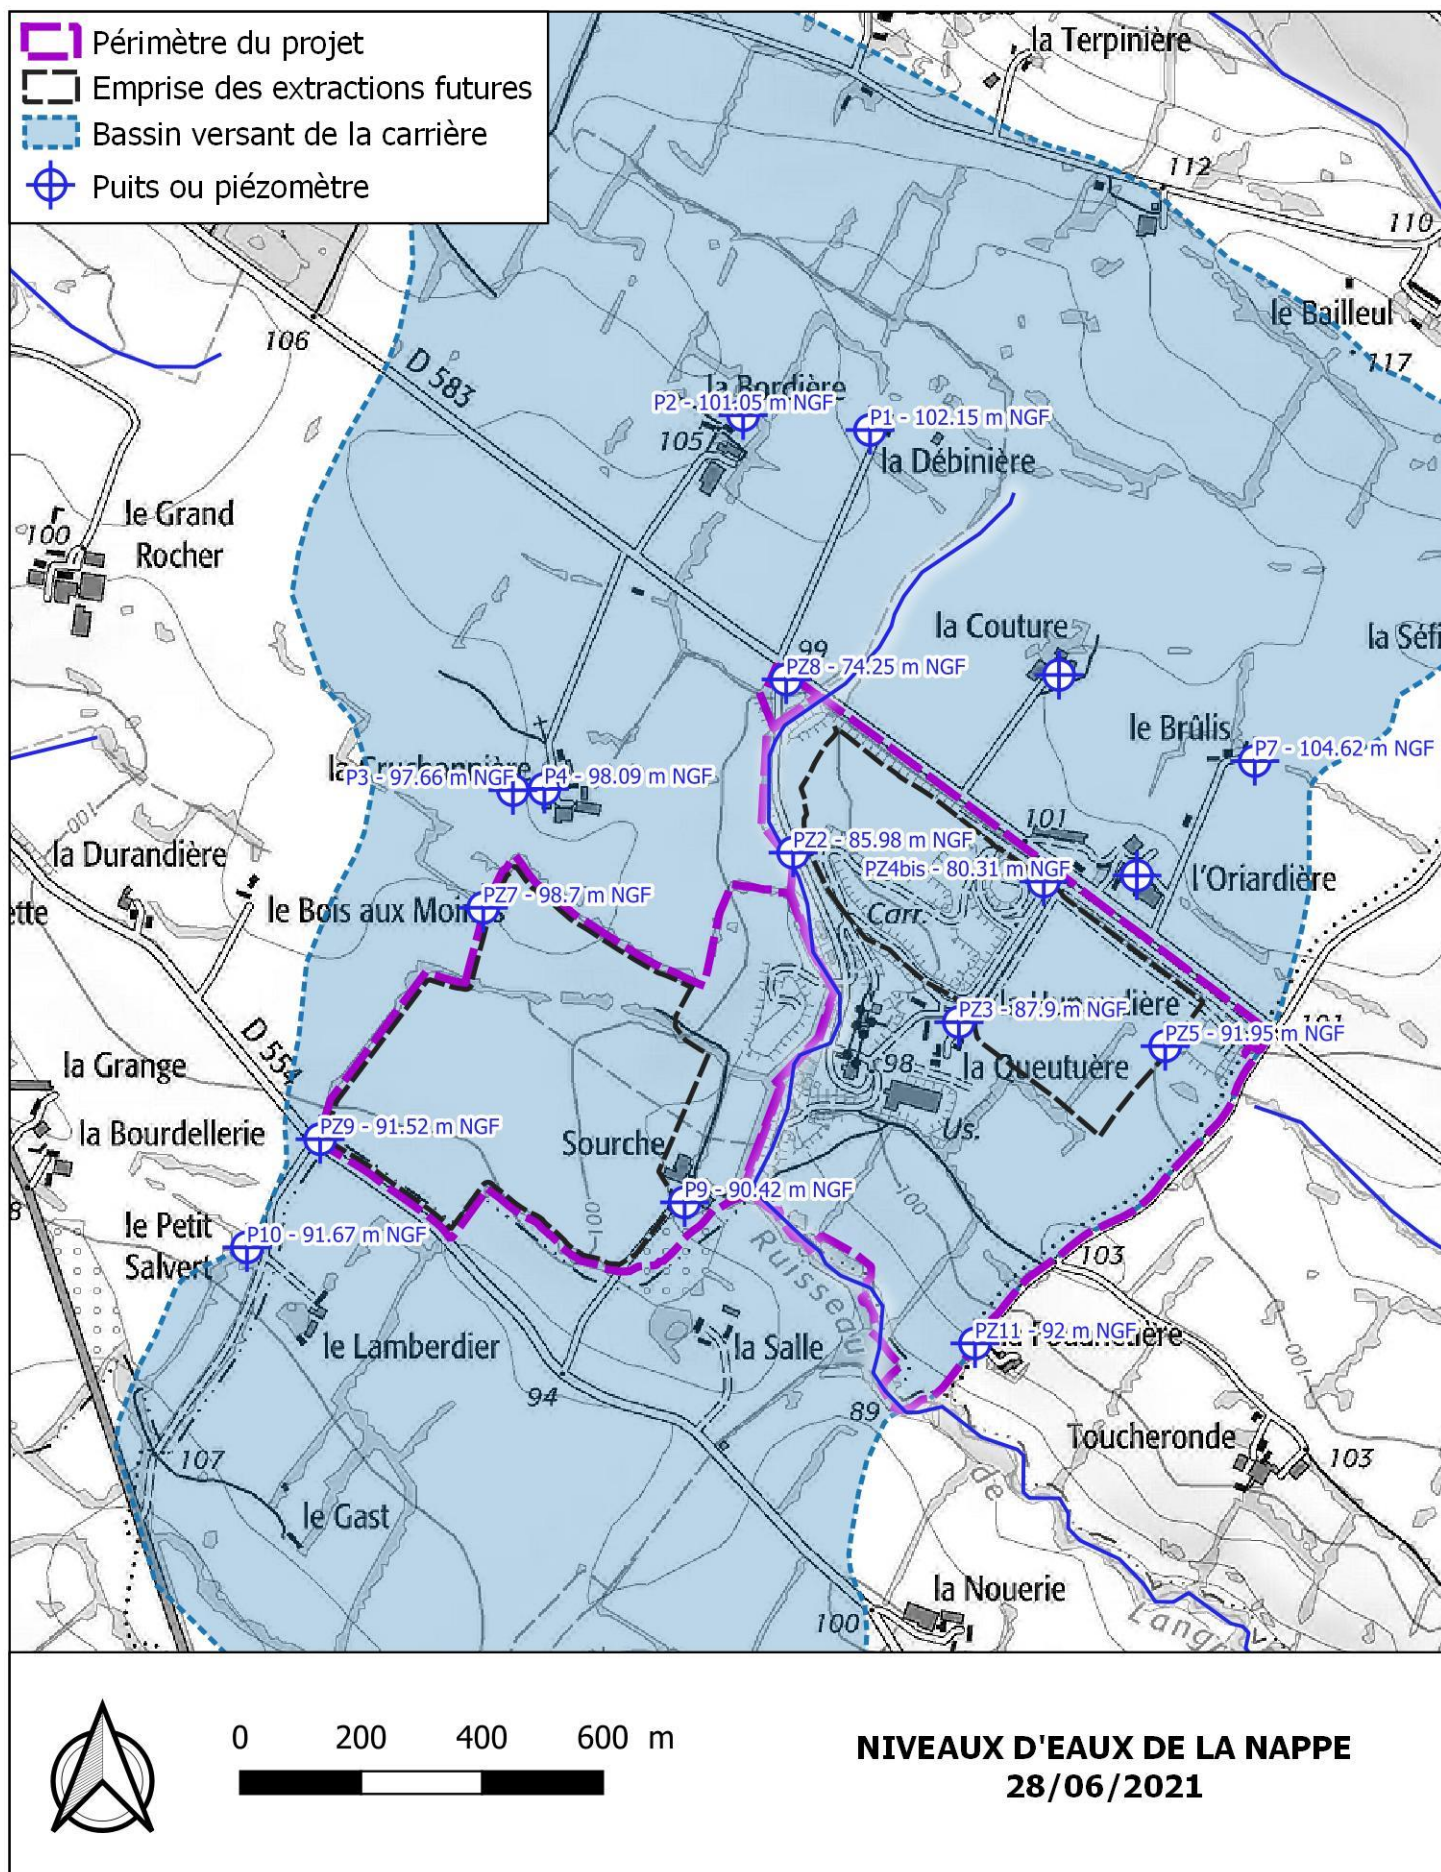 Périmètre du projet
Emprise des extractions futures
Bassin versant de la carrière
Puits ou piézomètre
la Terpinière
112
110
le Bailleul
117
106
D 583
la Bordière
P2 - 101.05 m NGF
P1 - 102.15 m NGF
105
la Débinière
le Grand
Rocher
100
la Couture
99
PZ8 - 74.25 m NGF
le Brûlis
P7 - 104.62 m NGF
P3 - 97.66 m NGF
P4 - 98.09 m NGF
100
101
la Durandière
PZ2 - 85.98 m NGF
PZ4bis - 80.31 m NGF
l'Oriardière
PZ7 - 98.7 m NGF
le Bois aux Moines
Carr.
PZ3 - 87.9 m NGF
101
PZ5 - 91.95 m NGF
D 554
la Grange
98
la Queutuère
PZ9 - 91.52 m NGF
la Bourdellerie
Sourche
Us.
P9 - 90.42 m NGF
100
100
le Petit
Salvert
P10 - 91.67 m NGF
Ruisseau
103
PZ11 - 92 m NGF
le Lamberdier
la Salle
100
94
89
Toucheronde
103
107
de
le Gast
la Nouerie
100
0 200 400 600 m
NIVEAUX D'EAUX DE LA NAPPE
28/06/2021